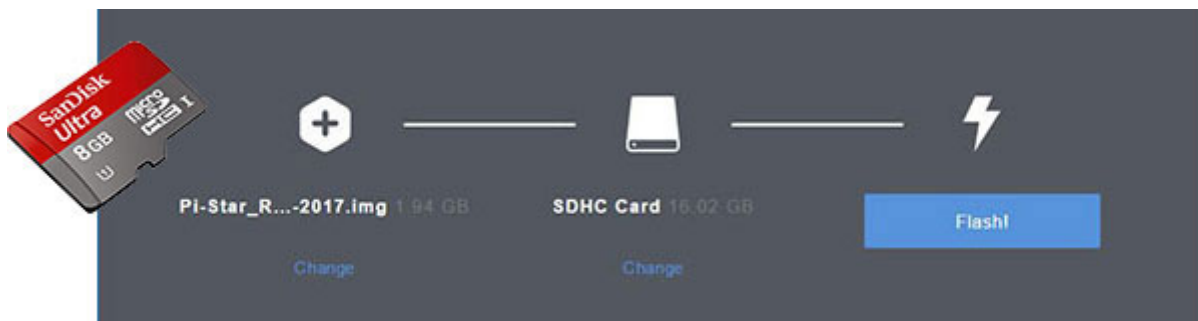 SanDisk
Ultra
8GB
micro
SD
HC
I
Pi-Star_R...-2017.img 1.94 GB
SDHC Card 16.02 GB
Flash!
Change
Change